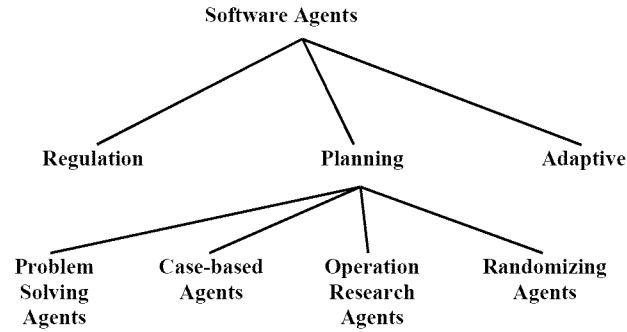 Software Agents
Regulation
Planning
Adaptive
Problem
Solving
Agents
Case-based
Agents
Operation
Research
Agents
Randomizing
Agents